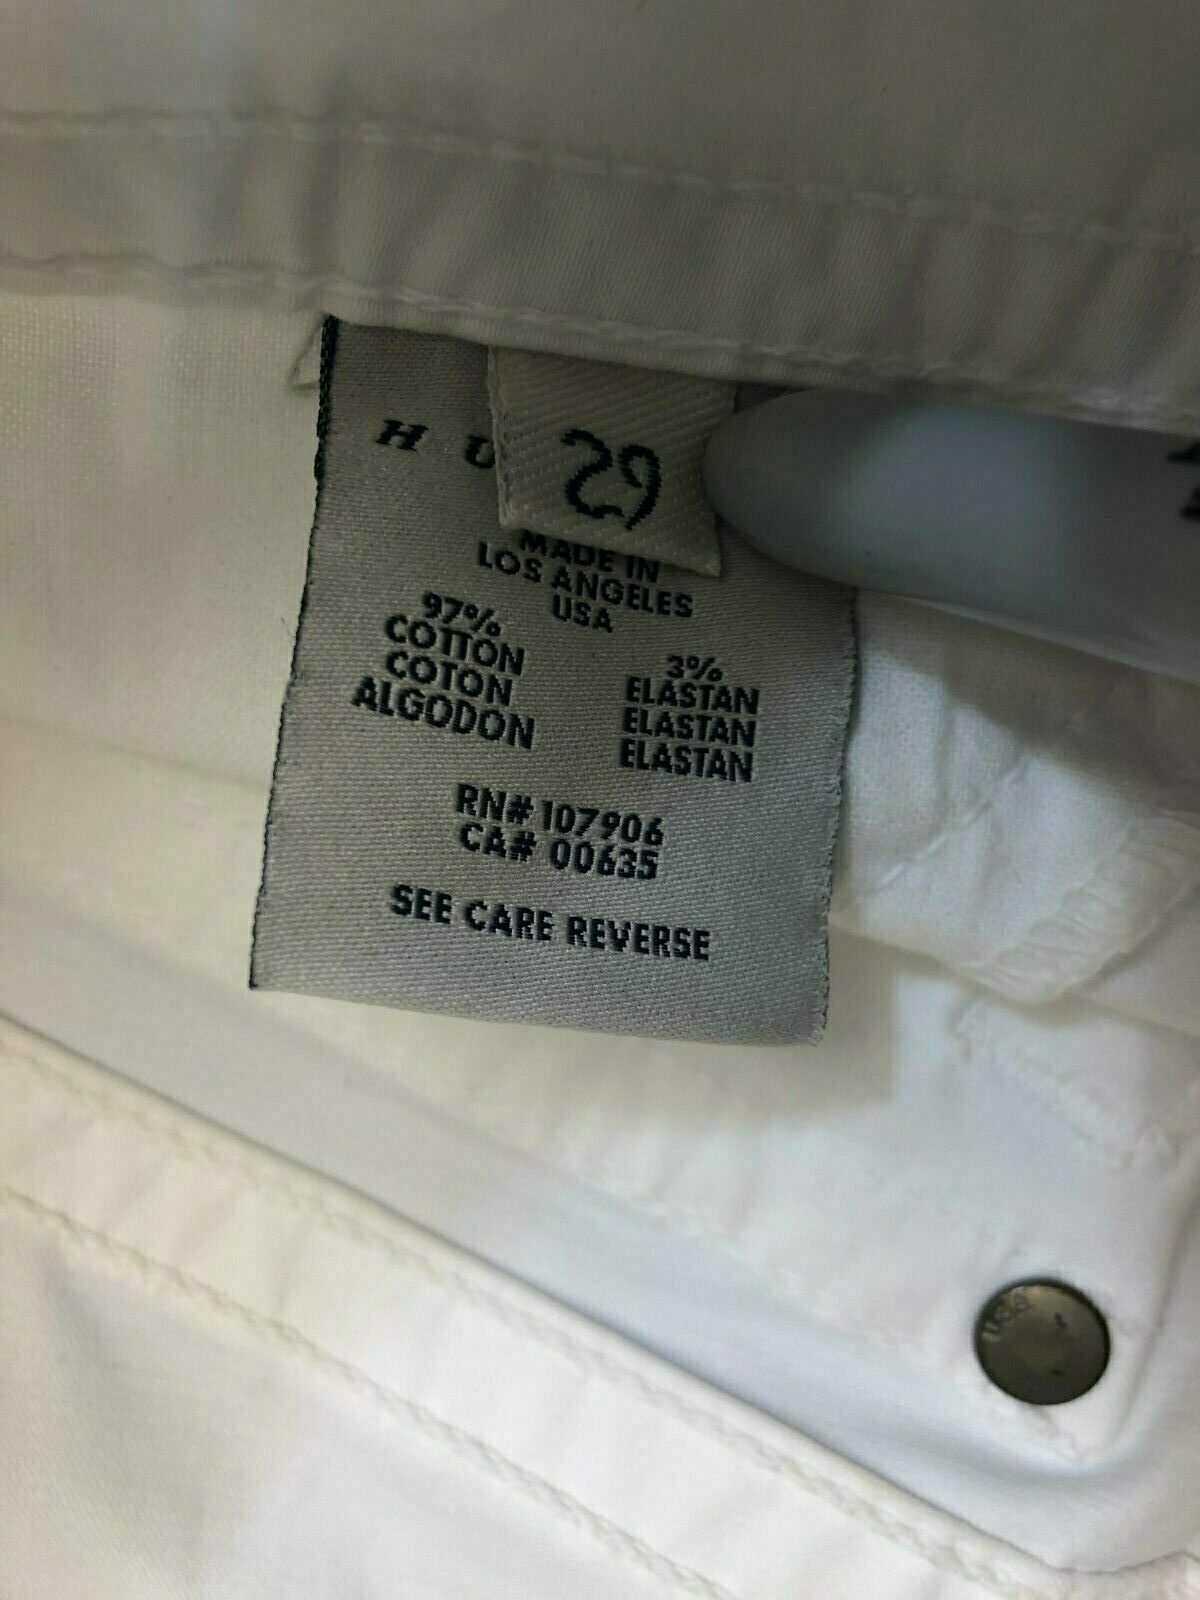 H U
29
MADE IN
LOS ANGELES
USA
97%
COTTON
COTON
ALGODON
3%
ELASTAN
ELASTAN
ELASTAN
RN# 107906
CA# 00635
SEE CARE REVERSE
USA